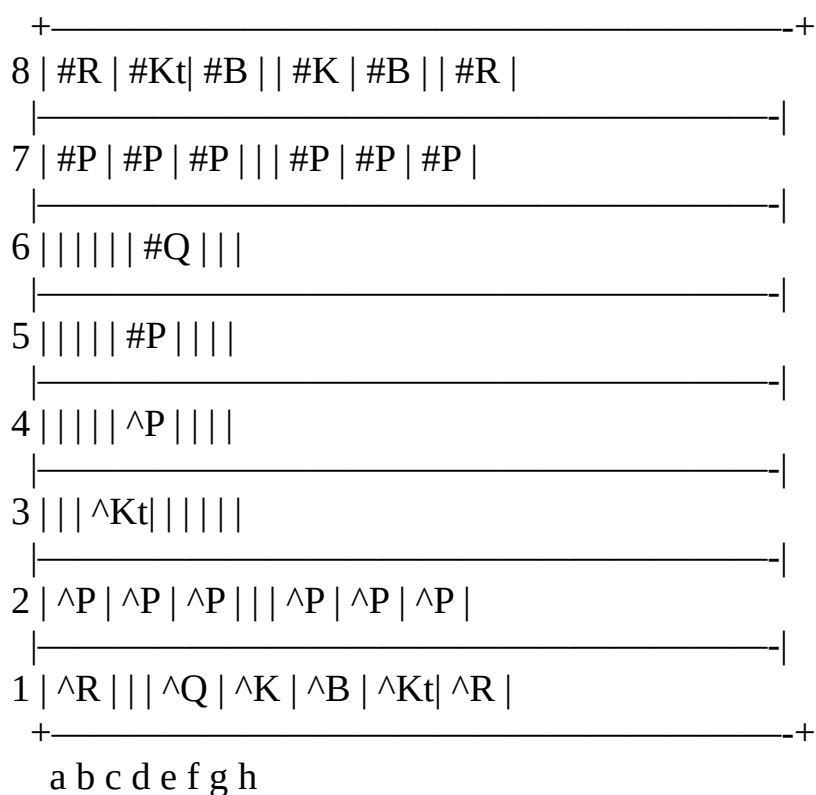 +———————————————————-+
8 | #R | #Kt| #B | | #K | #B | | #R |
|———————————————————-|
7 | #P | #P | #P | | | #P | #P | #P |
|———————————————————-|
6 | | | | | | #Q | | |
|———————————————————-|
5 | | | | | #P | | | |
|———————————————————-|
4 | | | | | ^P | | | |
|———————————————————-|
3 | | | ^Kt| | | | | |
|———————————————————-|
2 | ^P | ^P | ^P | | | ^P | ^P | ^P |
|———————————————————-|
1 | ^R | | | ^Q | ^K | ^B | ^Kt| ^R |
+———————————————————-+
a b c d e f g h